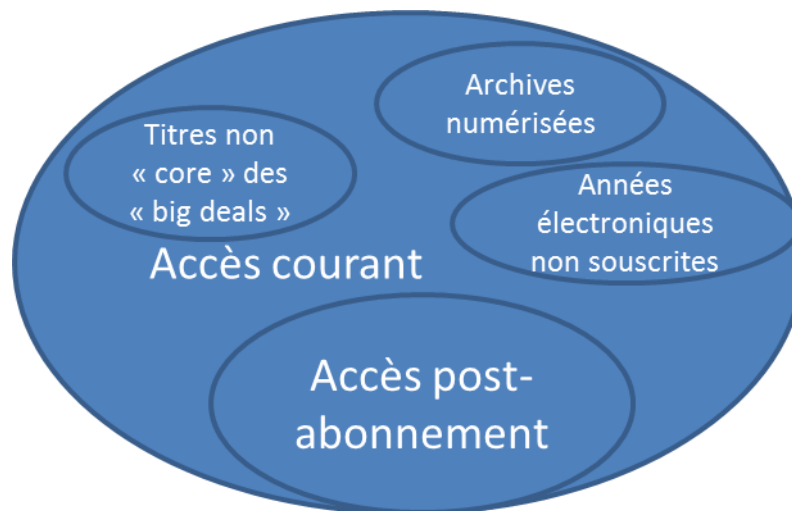 Archives
numérisées
Titres non
« core » des
« big deals »
Années
électroniques
non souscrites
Accès courant
Accès post-
abonnement